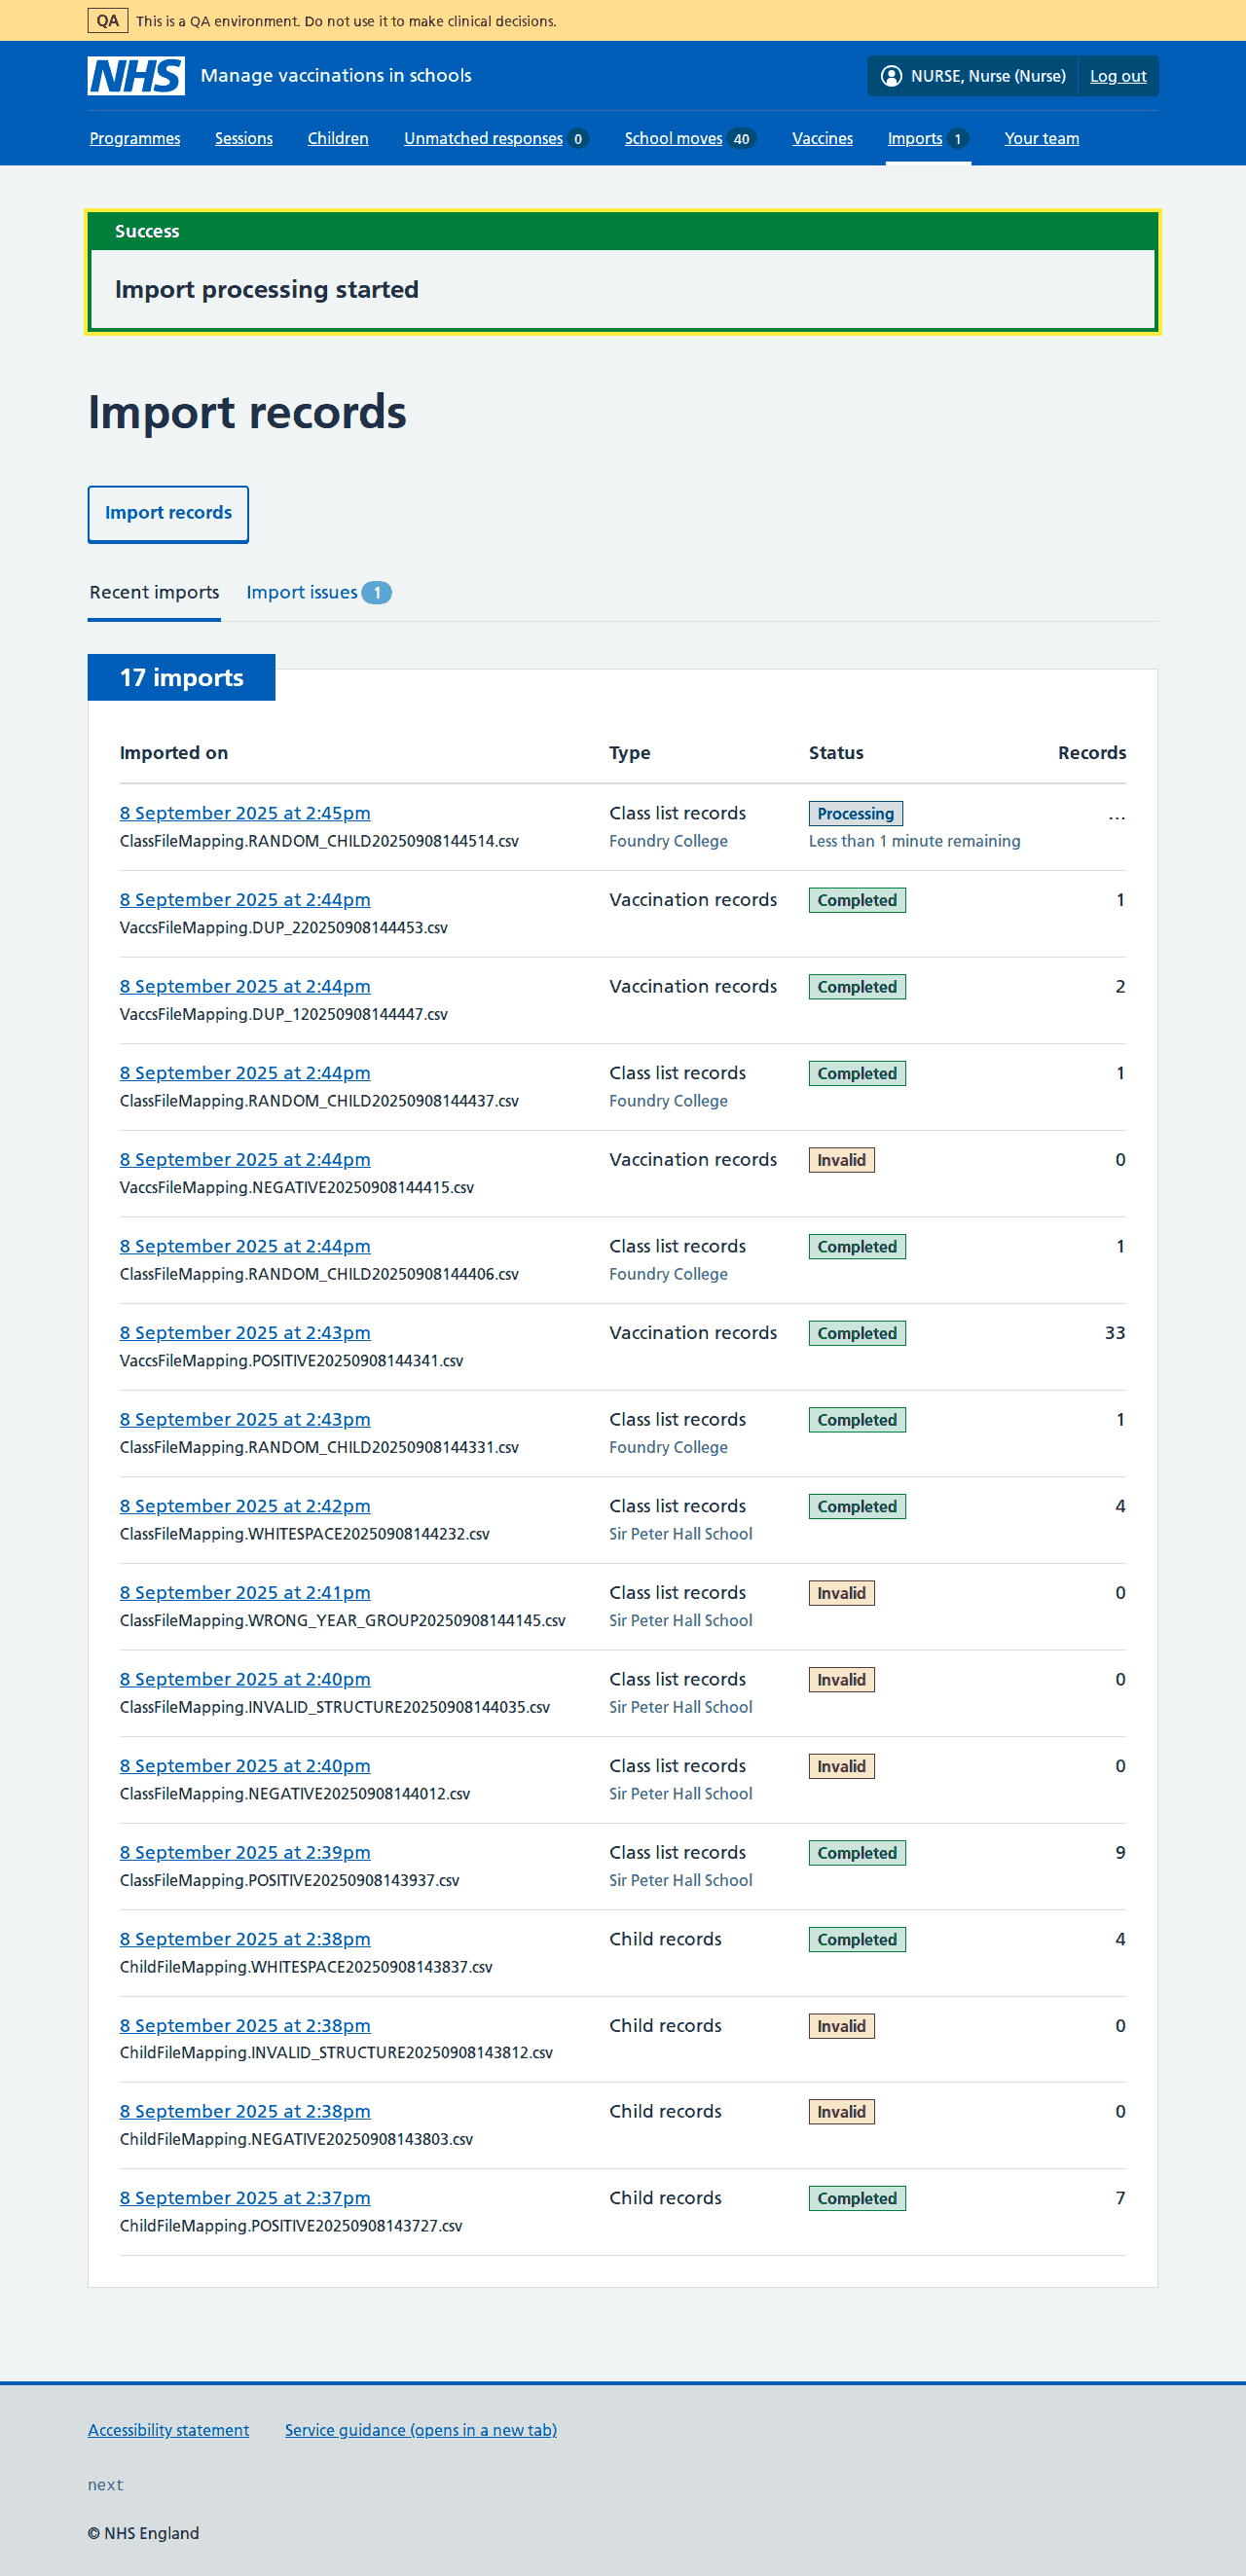 QA This is a QA environment. Do not use it to make clinical decisions.
NHS Manage vaccinations in schools NURSE, Nurse (Nurse) Log out
Programmes Sessions Children Unmatched responses 0 School moves 40 Vaccines Imports 1 Your team
Success
Import processing started
Import records
Import records
Recent imports Import issues 1
17 imports
Imported on Type Status Records
8 September 2025 at 2:45pm Class list records Processing ...
ClassFileMapping.RANDOM_CHILD20250908144514.csv Foundry College Less than 1 minute remaining
8 September 2025 at 2:44pm Vaccination records Completed 1
VaccsFileMapping.DUP_220250908144453.csv
8 September 2025 at 2:44pm Vaccination records Completed 2
VaccsFileMapping.DUP_120250908144447.csv
8 September 2025 at 2:44pm Class list records Completed 1
ClassFileMapping.RANDOM_CHILD20250908144437.csv Foundry College
8 September 2025 at 2:44pm Vaccination records Invalid 0
VaccsFileMapping.NEGATIVE20250908144415.csv
8 September 2025 at 2:44pm Class list records Completed 1
ClassFileMapping.RANDOM_CHILD20250908144406.csv Foundry College
8 September 2025 at 2:43pm Vaccination records Completed 33
VaccsFileMapping.POSITIVE20250908144341.csv
8 September 2025 at 2:43pm Class list records Completed 1
ClassFileMapping.RANDOM_CHILD20250908144331.csv Foundry College
8 September 2025 at 2:42pm Class list records Completed 4
ClassFileMapping.WHITESPACE20250908144232.csv Sir Peter Hall School
8 September 2025 at 2:41pm Class list records Invalid 0
ClassFileMapping.WRONG_YEAR_GROUP20250908144145.csv Sir Peter Hall School
8 September 2025 at 2:40pm Class list records Invalid 0
ClassFileMapping.INVALID_STRUCTURE20250908144035.csv Sir Peter Hall School
8 September 2025 at 2:40pm Class list records Invalid 0
ClassFileMapping.NEGATIVE20250908144012.csv Sir Peter Hall School
8 September 2025 at 2:39pm Class list records Completed 9
ClassFileMapping.POSITIVE20250908143937.csv Sir Peter Hall School
8 September 2025 at 2:38pm Child records Completed 4
ChildFileMapping.WHITESPACE20250908143837.csv
8 September 2025 at 2:38pm Child records Invalid 0
ChildFileMapping.INVALID_STRUCTURE20250908143812.csv
8 September 2025 at 2:38pm Child records Invalid 0
ChildFileMapping.NEGATIVE20250908143803.csv
8 September 2025 at 2:37pm Child records Completed 7
ChildFileMapping.POSITIVE20250908143727.csv
Accessibility statement Service guidance (opens in a new tab)
next
© NHS England